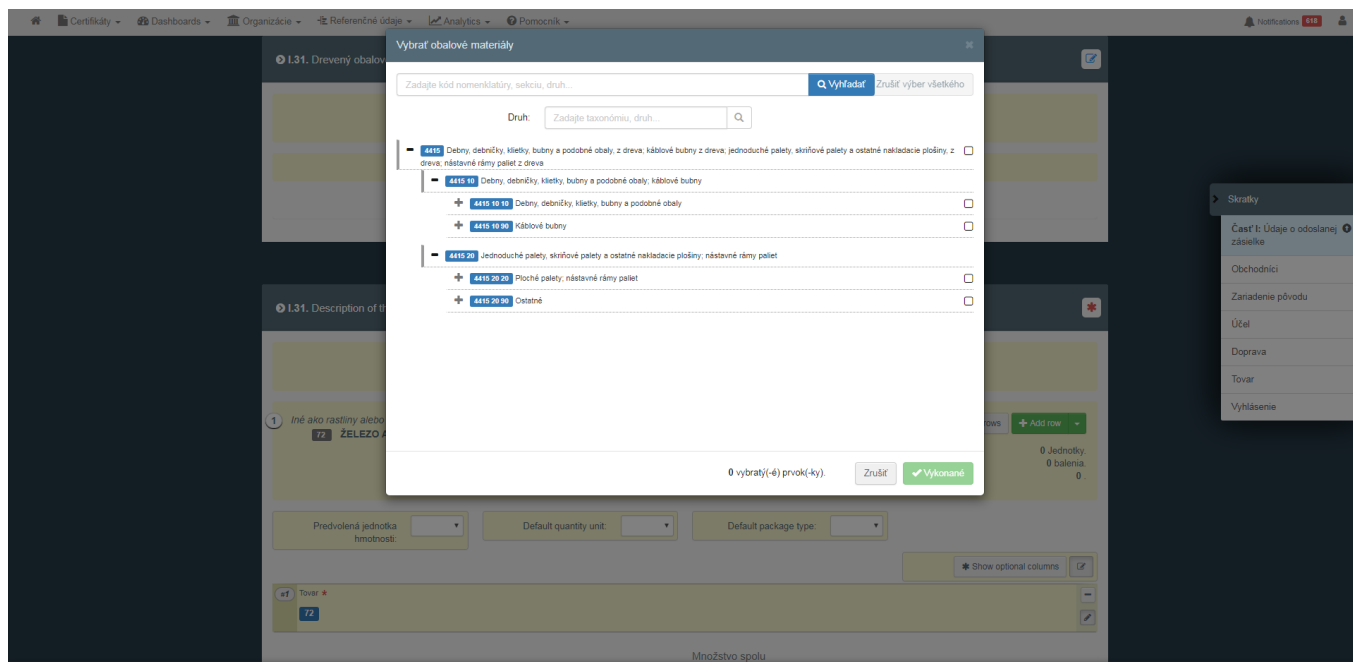 Certifikáty Dashboards Organizácie Referenčné údaje Analytics Pomocník Notifications 618
I.31. Drevený obalov
Vybrať obalové materiály
Zadajte kód nomenklatúry, sekciu, druh... Vyhľadať Zrušiť výber všetkého
Druh: Zadajte taxonómiu, druh...
4415 Debny, debničky, klietky, bubny a podobné obaly, z dreva; káblové bubny z dreva; jednoduché palety, skriňové palety a ostatné nakladacie plošiny, z
dreva; nástavné rámy paliet z dreva
4415 10 Debny, debničky, klietky, bubny a podobné obaly; káblové bubny
4415 10 10 Debny, debničky, klietky, bubny a podobné obaly
4415 10 90 Káblové bubny
4415 20 Jednoduché palety, skriňové palety a ostatné nakladacie plošiny; nástavné rámy paliet
4415 20 20 Ploché palety; nástavné rámy paliet
4415 20 90 Ostatné
0 vybratý(-é) prvok(-ky). Zrušiť Vykonané
Skratky
Časť I: Údaje o odoslanej
zásielke
Obchodníci
Zariadenie pôvodu
Účel
Doprava
Tovar
Vyhlásenie
I.31. Description of th
1 Iné ako rastliny alebo
72 ŽELEZO A
rows Add row
0 Jednotky.
0 balenia.
0 .
Predvolená jednotka
hmotnosti:
Default quantity unit:
Default package type:
Show optional columns
#1 Tovar *
72
Množstvo spolu